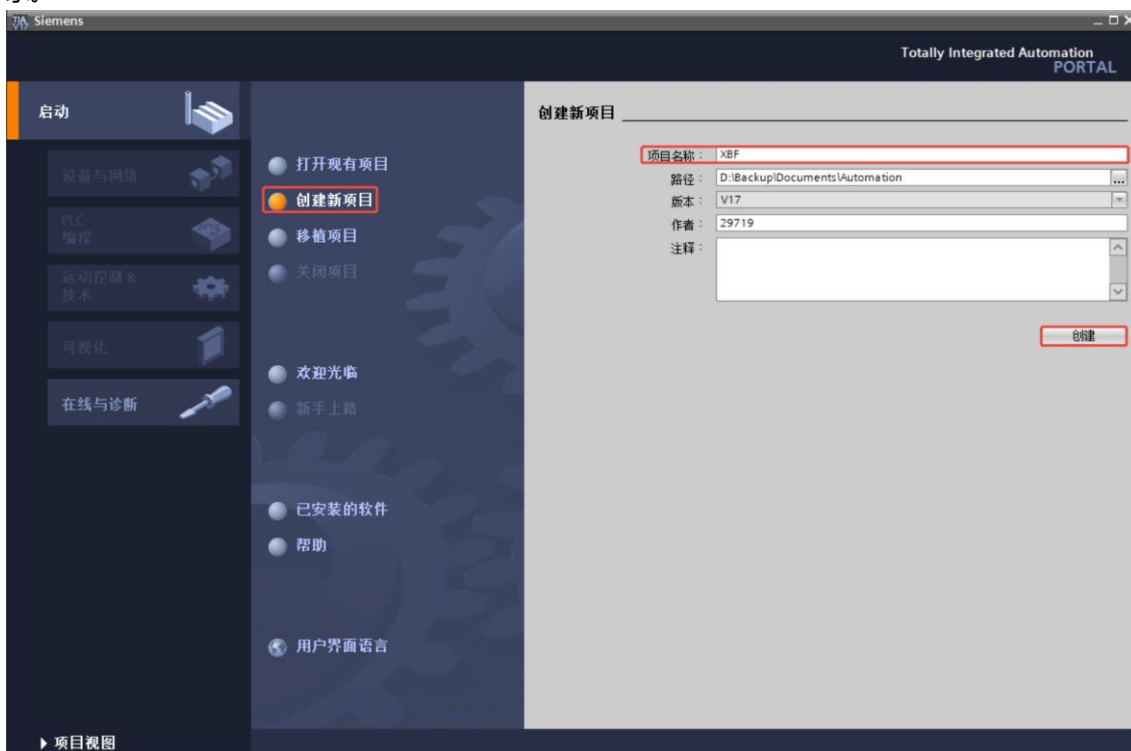 Siemens
Totally Integrated Automation
PORTAL
启动
设备与网络
PLC
编程
运动控制 &
技术
可视化
在线与诊断
打开现有项目
创建新项目
移植项目
关闭项目
欢迎光临
新手上路
已安装的软件
帮助
用户界面语言
创建新项目
项目名称： XBF
路径： D:\Backup\Documents\Automation
...
版本： V17
作者： 29719
注释：
创建
项目视图